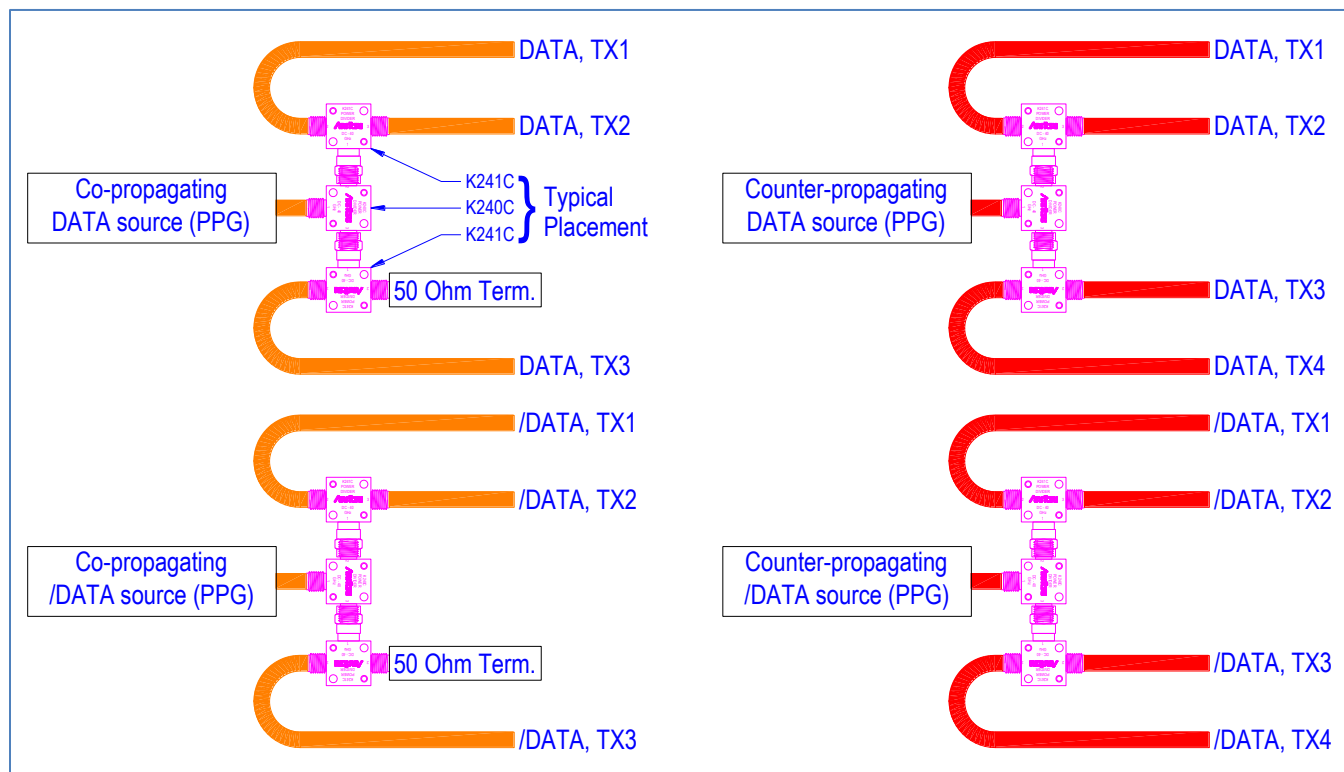 DATA, TX1
DATA, TX2
Co-propagating
DATA source (PPG)
K241C
K240C
K241C
Typical
Placement
50 Ohm Term.
DATA, TX3
/DATA, TX1
/DATA, TX2
Co-propagating
/DATA source (PPG)
50 Ohm Term.
/DATA, TX3
DATA, TX1
DATA, TX2
Counter-propagating
DATA source (PPG)
DATA, TX3
DATA, TX4
/DATA, TX1
/DATA, TX2
Counter-propagating
/DATA source (PPG)
/DATA, TX3
/DATA, TX4